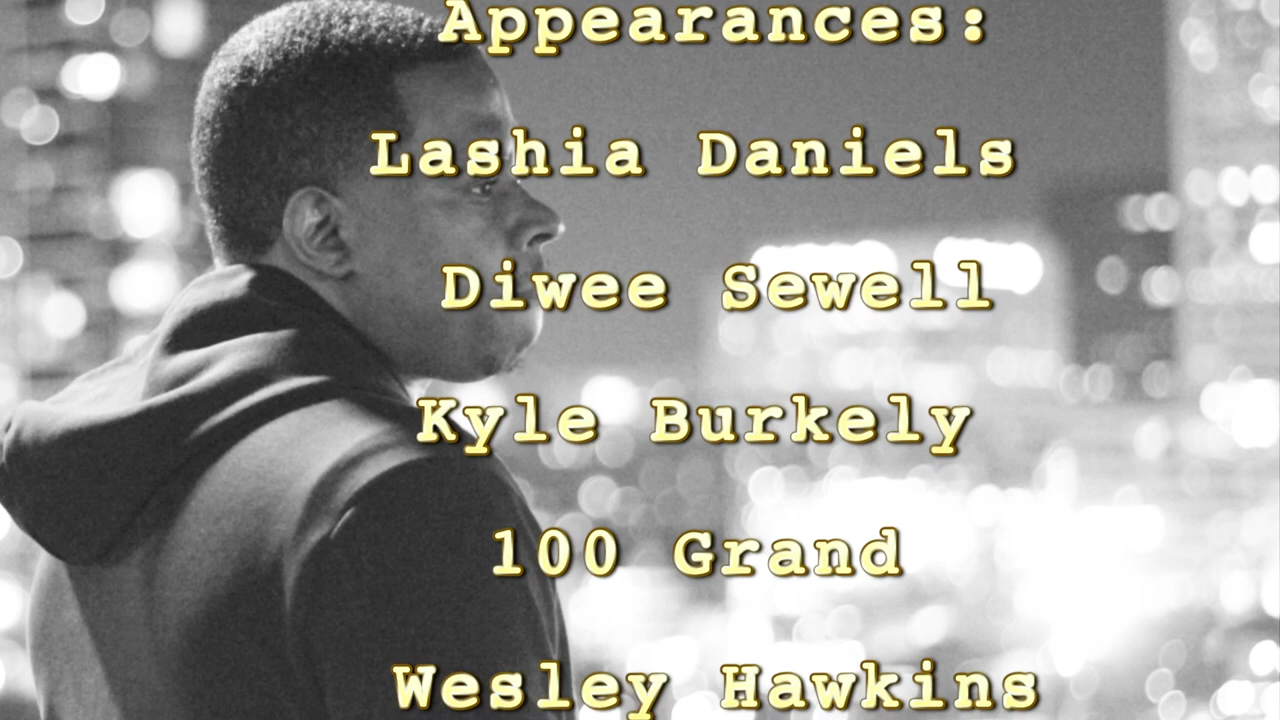 Appearances:
Lashia Daniels
Diwee Sewell
Kyle Burkely
100 Grand
Wesley Hawkins